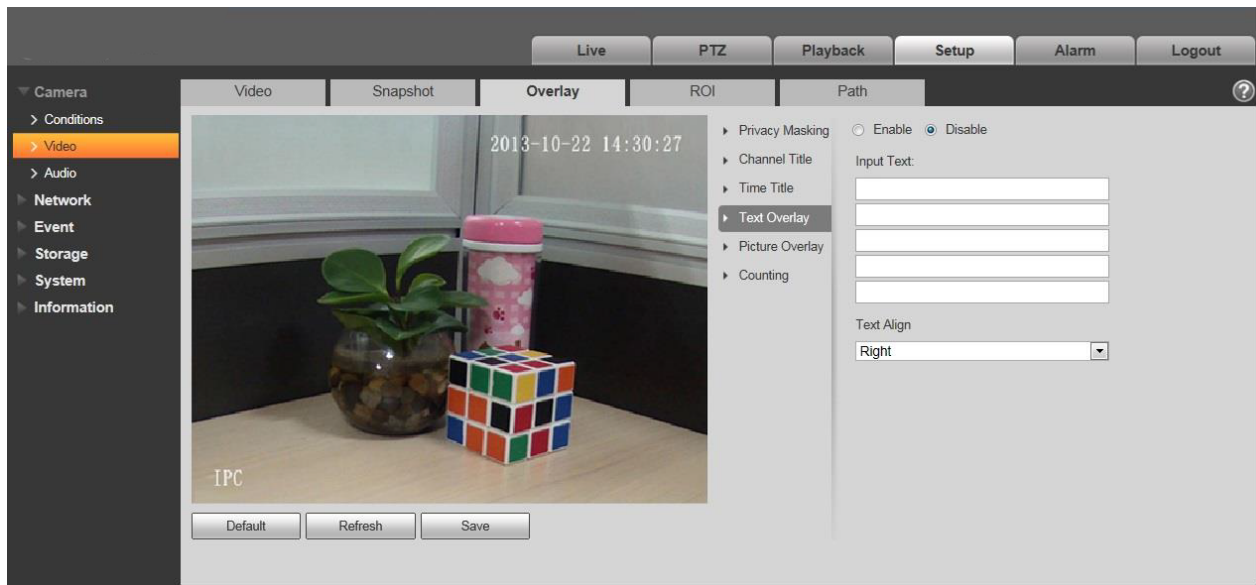 Live PTZ Playback Setup Alarm Logout
Camera
Conditions
Video
Audio
Network
Event
Storage
System
Information
Video Snapshot Overlay ROI Path
?
2013-10-22 14:30:27
IPC
Default Refresh Save
Privacy Masking
Channel Title
Time Title
Text Overlay
Picture Overlay
Counting
Enable Disable
Input Text:
Text Align
Right